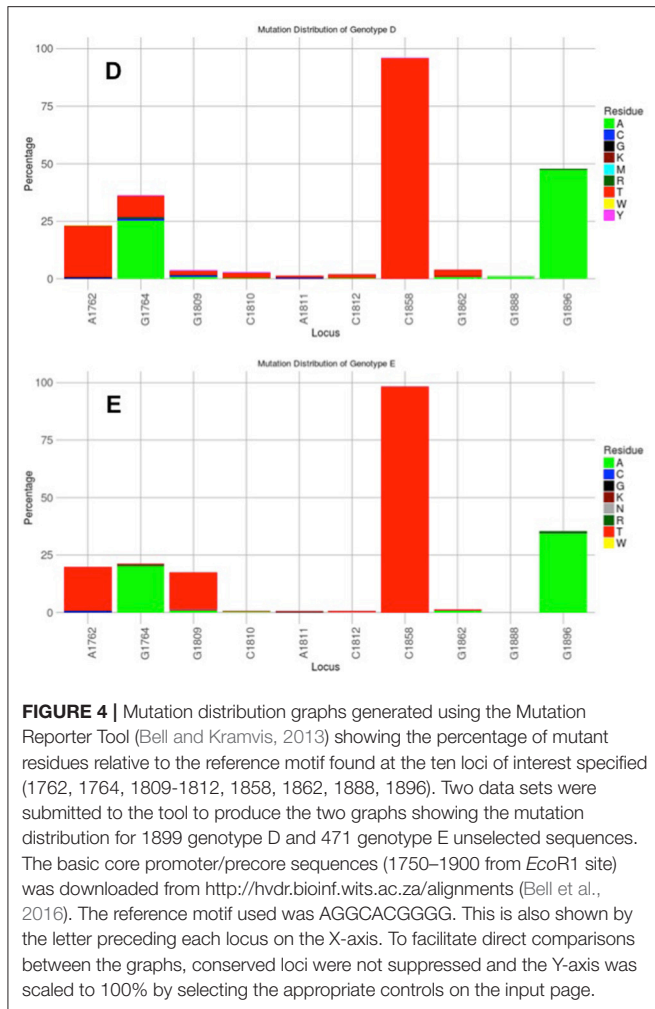 Mutation Distribution of Genotype D
D
100
75
50
25
0
Percentage
A1762
G1764
G1809
C1810
A1811
C1812
C1858
G1862
G1888
G1896
Locus
Residue
A
C
G
K
M
R
T
W
Y
Mutation Distribution of Genotype E
E
100
75
50
25
0
Percentage
A1762
G1764
G1809
C1810
A1811
C1812
C1858
G1862
G1888
G1896
Locus
Residue
A
C
G
K
N
R
T
W
FIGURE 4 | Mutation distribution graphs generated using the Mutation
Reporter Tool (Bell and Kramvis, 2013) showing the percentage of mutant
residues relative to the reference motif found at the ten loci of interest specified
(1762, 1764, 1809-1812, 1858, 1862, 1888, 1896). Two data sets were
submitted to the tool to produce the two graphs showing the mutation
distribution for 1899 genotype D and 471 genotype E unselected sequences.
The basic core promoter/precore sequences (1750–1900 from EcoR1 site)
was downloaded from http://hvdr.bioinf.wits.ac.za/alignments (Bell et al.,
2016). The reference motif used was AGGCACGGGG. This is also shown by
the letter preceding each locus on the X-axis. To facilitate direct comparisons
between the graphs, conserved loci were not suppressed and the Y-axis was
scaled to 100% by selecting the appropriate controls on the input page.